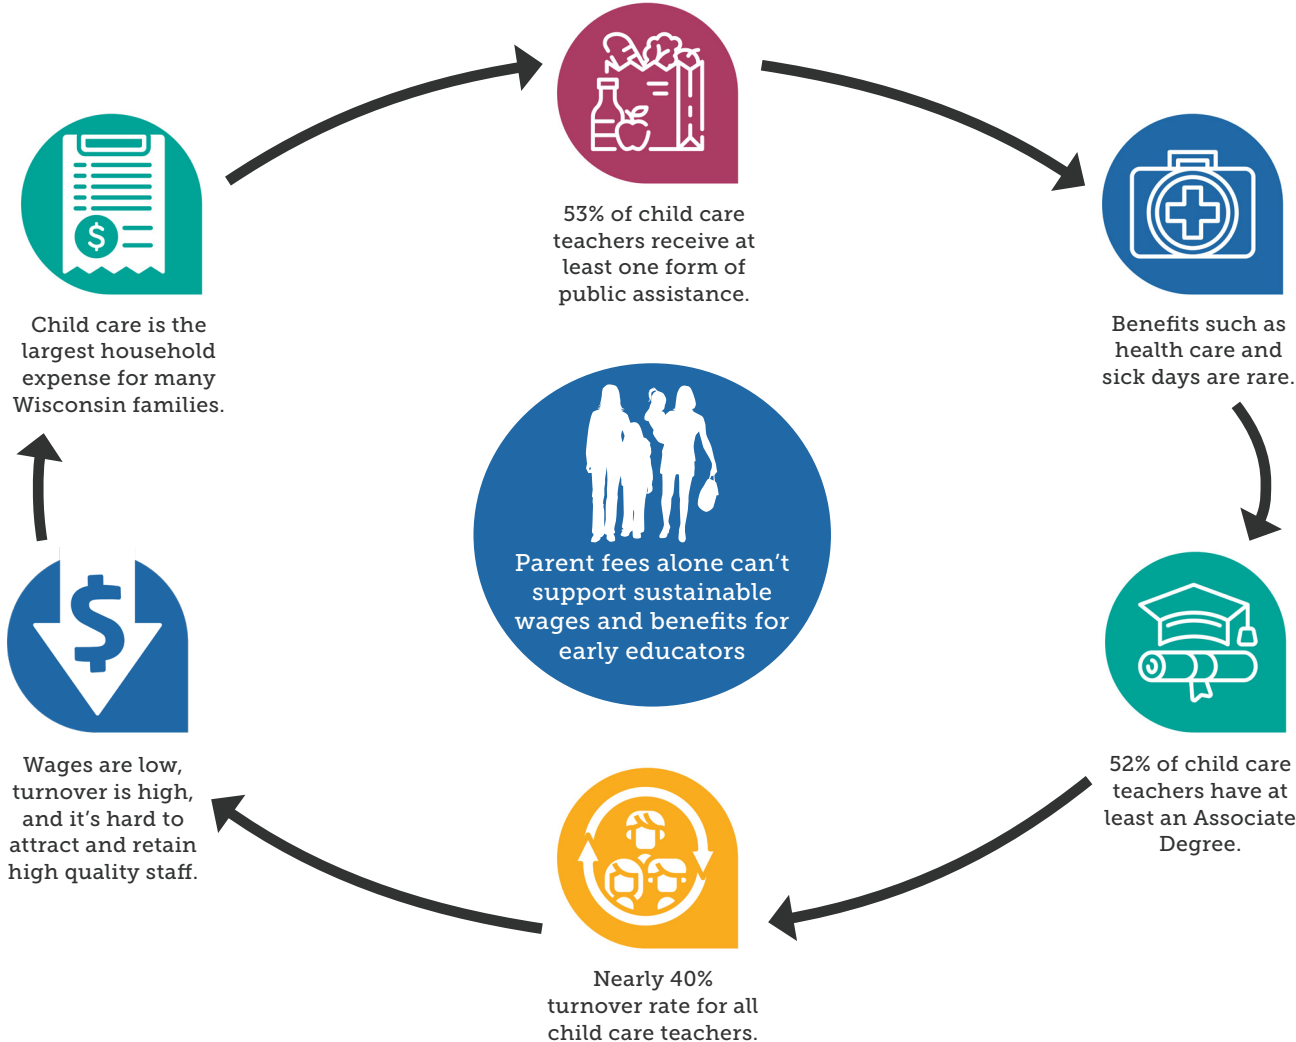 53% of child care
teachers receive at
least one form of
public assistance.
Benefits such as
health care and
sick days are rare.
52% of child care
teachers have at
least an Associate
Degree.
Nearly 40%
turnover rate for all
child care teachers.
Wages are low,
turnover is high,
and it's hard to
attract and retain
high quality staff.
Child care is the
largest household
expense for many
Wisconsin families.
Parent fees alone can't
support sustainable
wages and benefits for
early educators
$
$